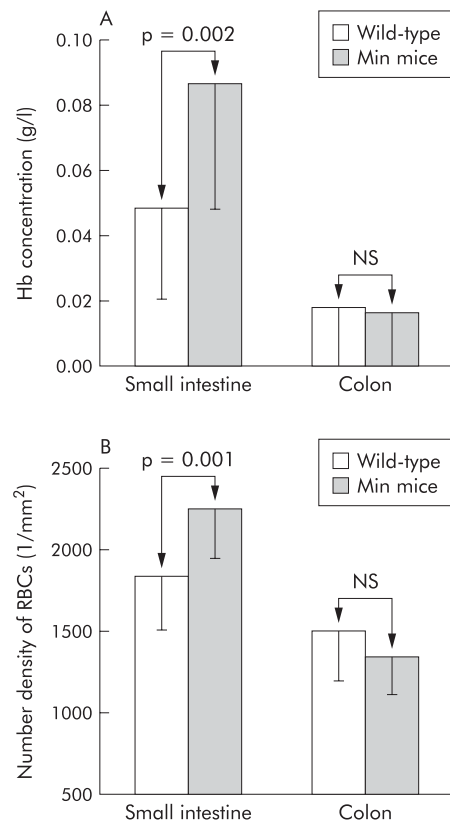 A
p = 0.002
Wild-type
Min mice
0.10
0.08
0.06
0.04
0.02
0.00
Hb concentration (g/l)
NS
Small intestine
Colon
B
p = 0.001
Wild-type
Min mice
2500
2000
1500
1000
500
Number density of RBCs (1/mm²)
NS
Small intestine
Colon